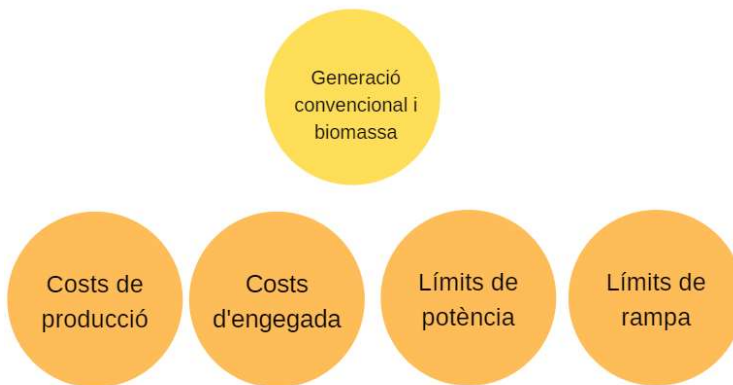 Generació
convencional i
biomassa
Costs de
producció
Costs
d'engegada
Límits de
potència
Límits de
rampa